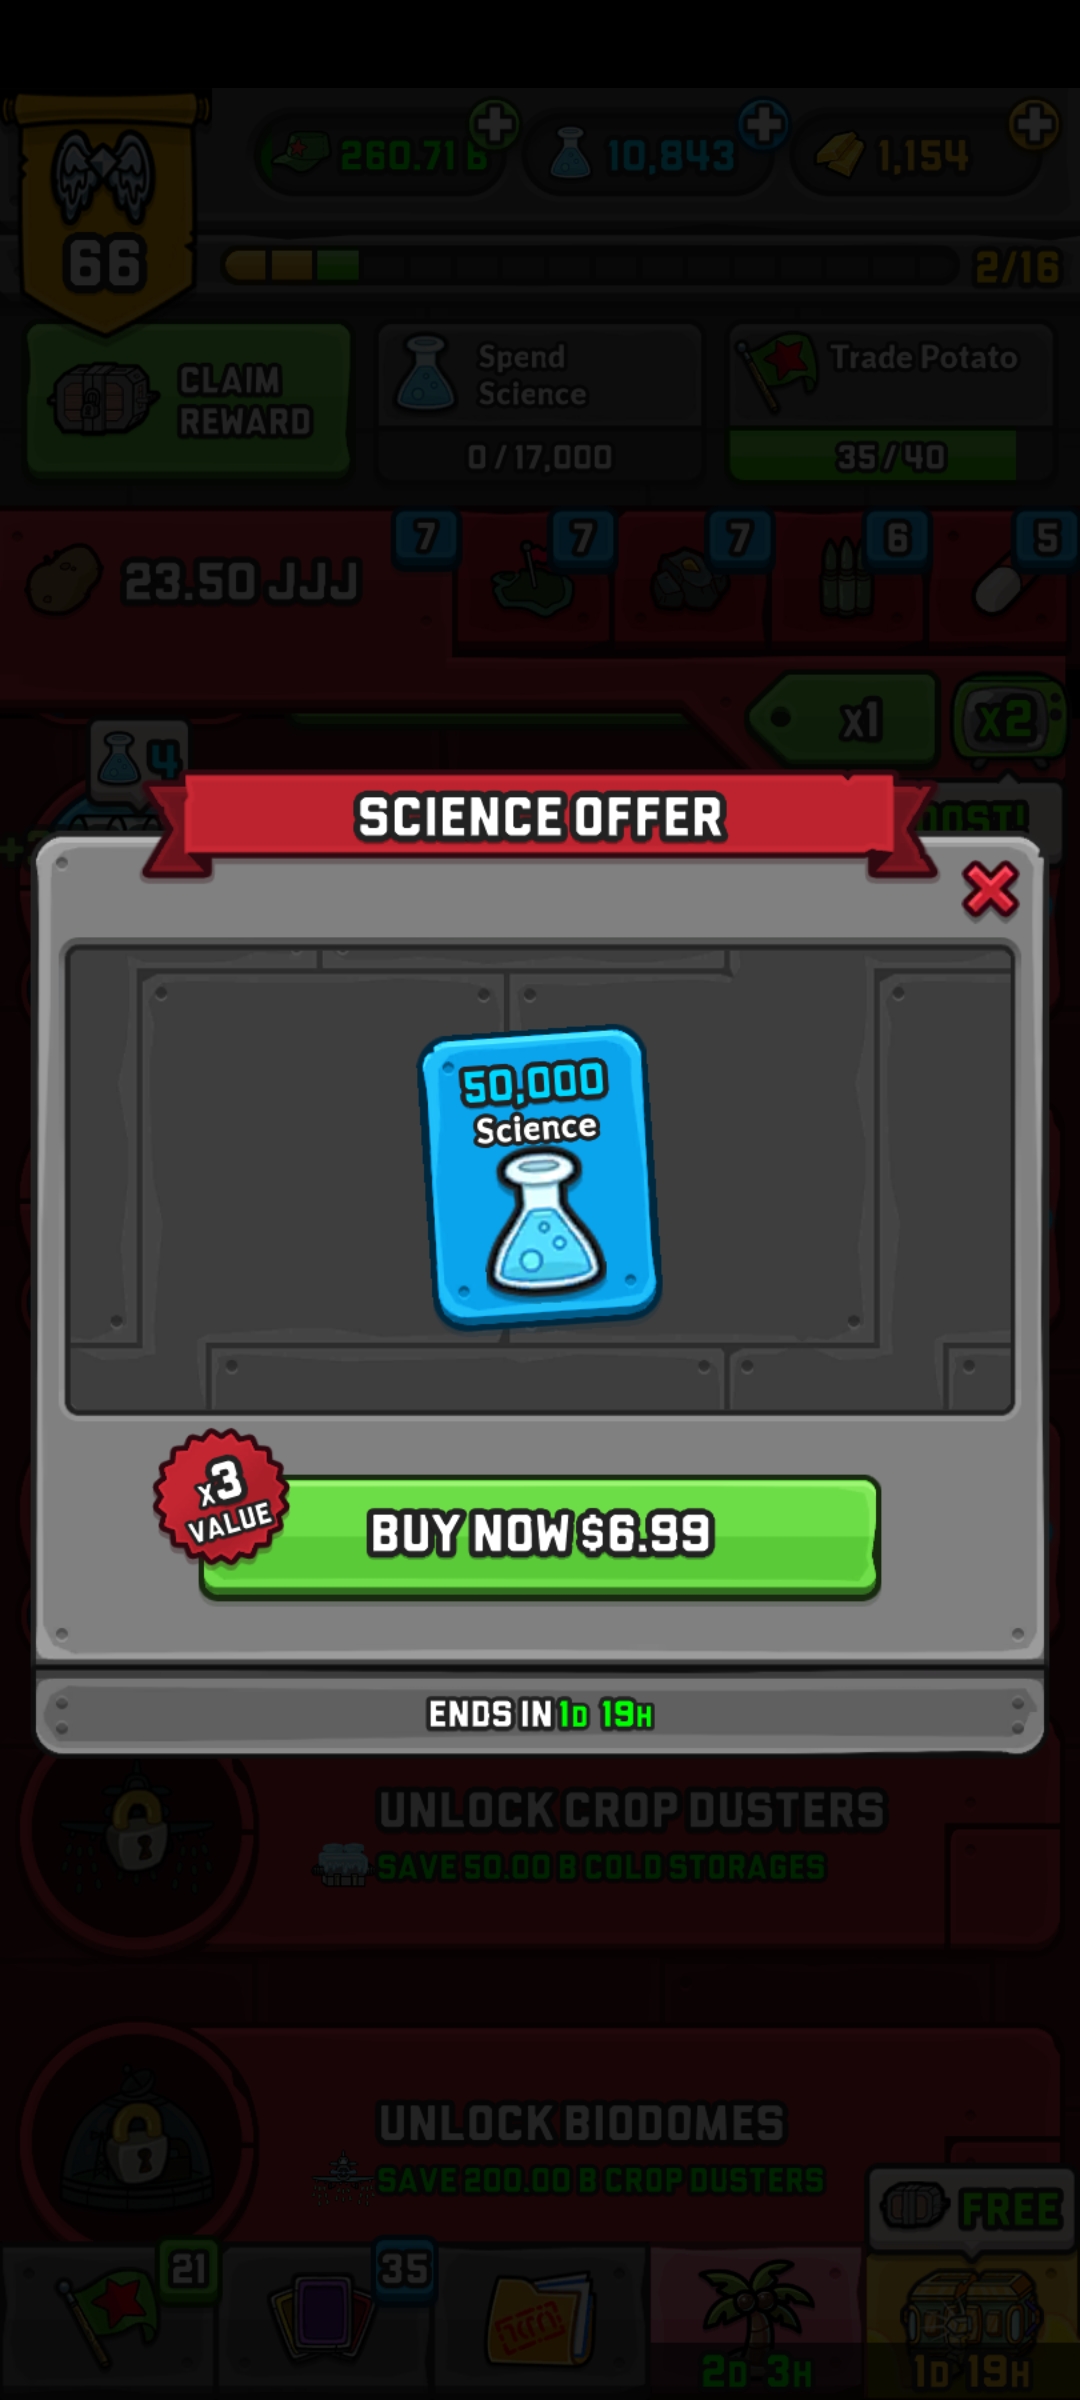 260.71 B
10,843
1,154
66
2/16
CLAIM
REWARD
Spend
Science
0 / 17,000
Trade Potato
35 / 40
23.50 JJJ
7
7
7
6
5
x1
x2
4
SCIENCE OFFER
50,000
Science
x3
VALUE
BUY NOW $6.99
ENDS IN 1D 19H
UNLOCK CROP DUSTERS
SAVE 50.00 B COLD STORAGES
UNLOCK BIODOMES
SAVE 200.00 B CROP DUSTERS
FREE
21
35
2D 3H
1D 19H